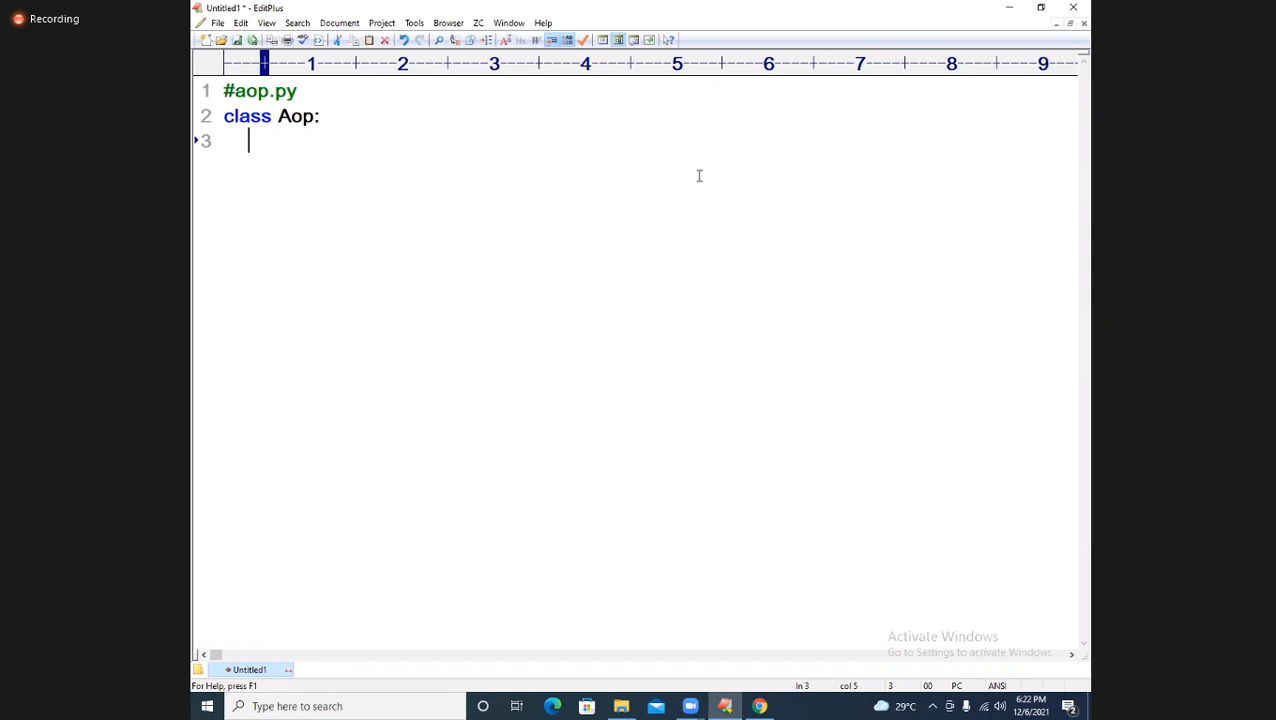 Recording
Untitled1 * - EditPlus
File Edit View Search Document Project Tools Browser ZC Window Help
----+----1----+----2----+----3----+----4----+----5----+----6----+----7----+----8----+----9----
1 #aop.py
2 class Aop:
3
Activate Windows
Go to Settings to activate Windows.
Untitled1
For Help, press F1 ln 3 col 5 3 00 PC ANSI
Type here to search
29°C 6:22 PM
12/6/2021
2